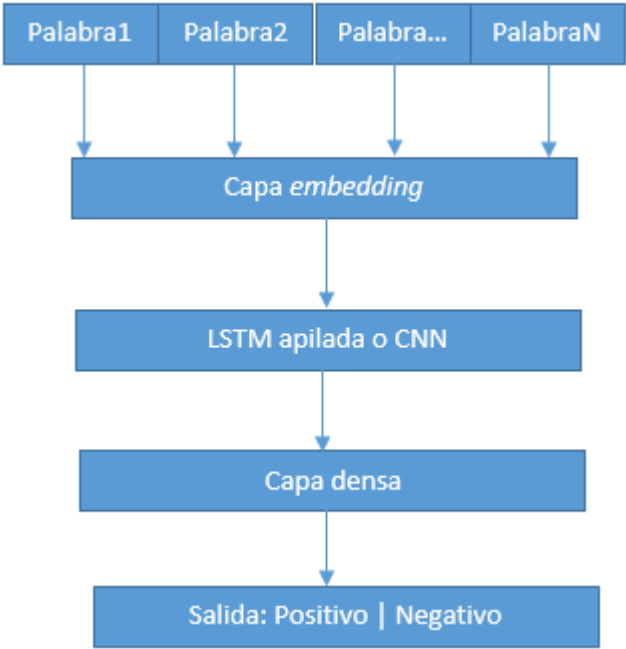 Palabra1 Palabra2 Palabra... PalabraN
Capa embedding
LSTM apilada o CNN
Capa densa
Salida: Positivo | Negativo